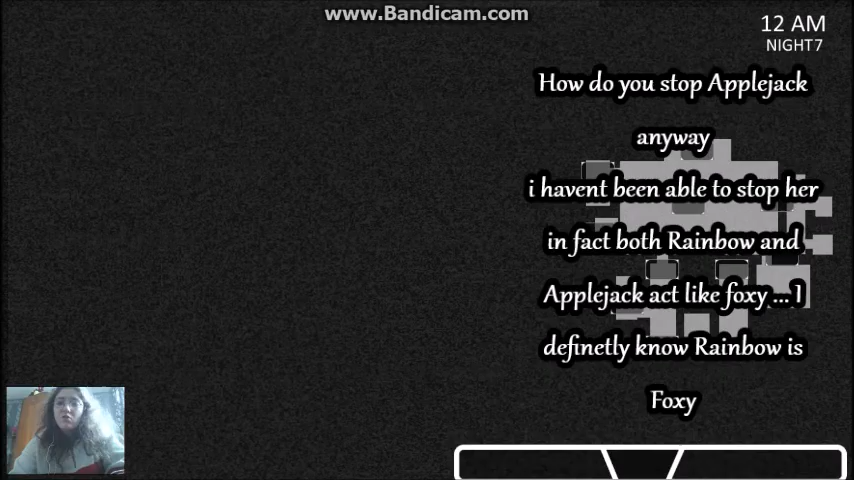 www.Bandicam.com
12 AM
NIGHT7
How do you stop Applejack
anyway
i havent been able to stop her
in fact both Rainbow and
Applejack act like foxy ... I
definetly know Rainbow is
Foxy